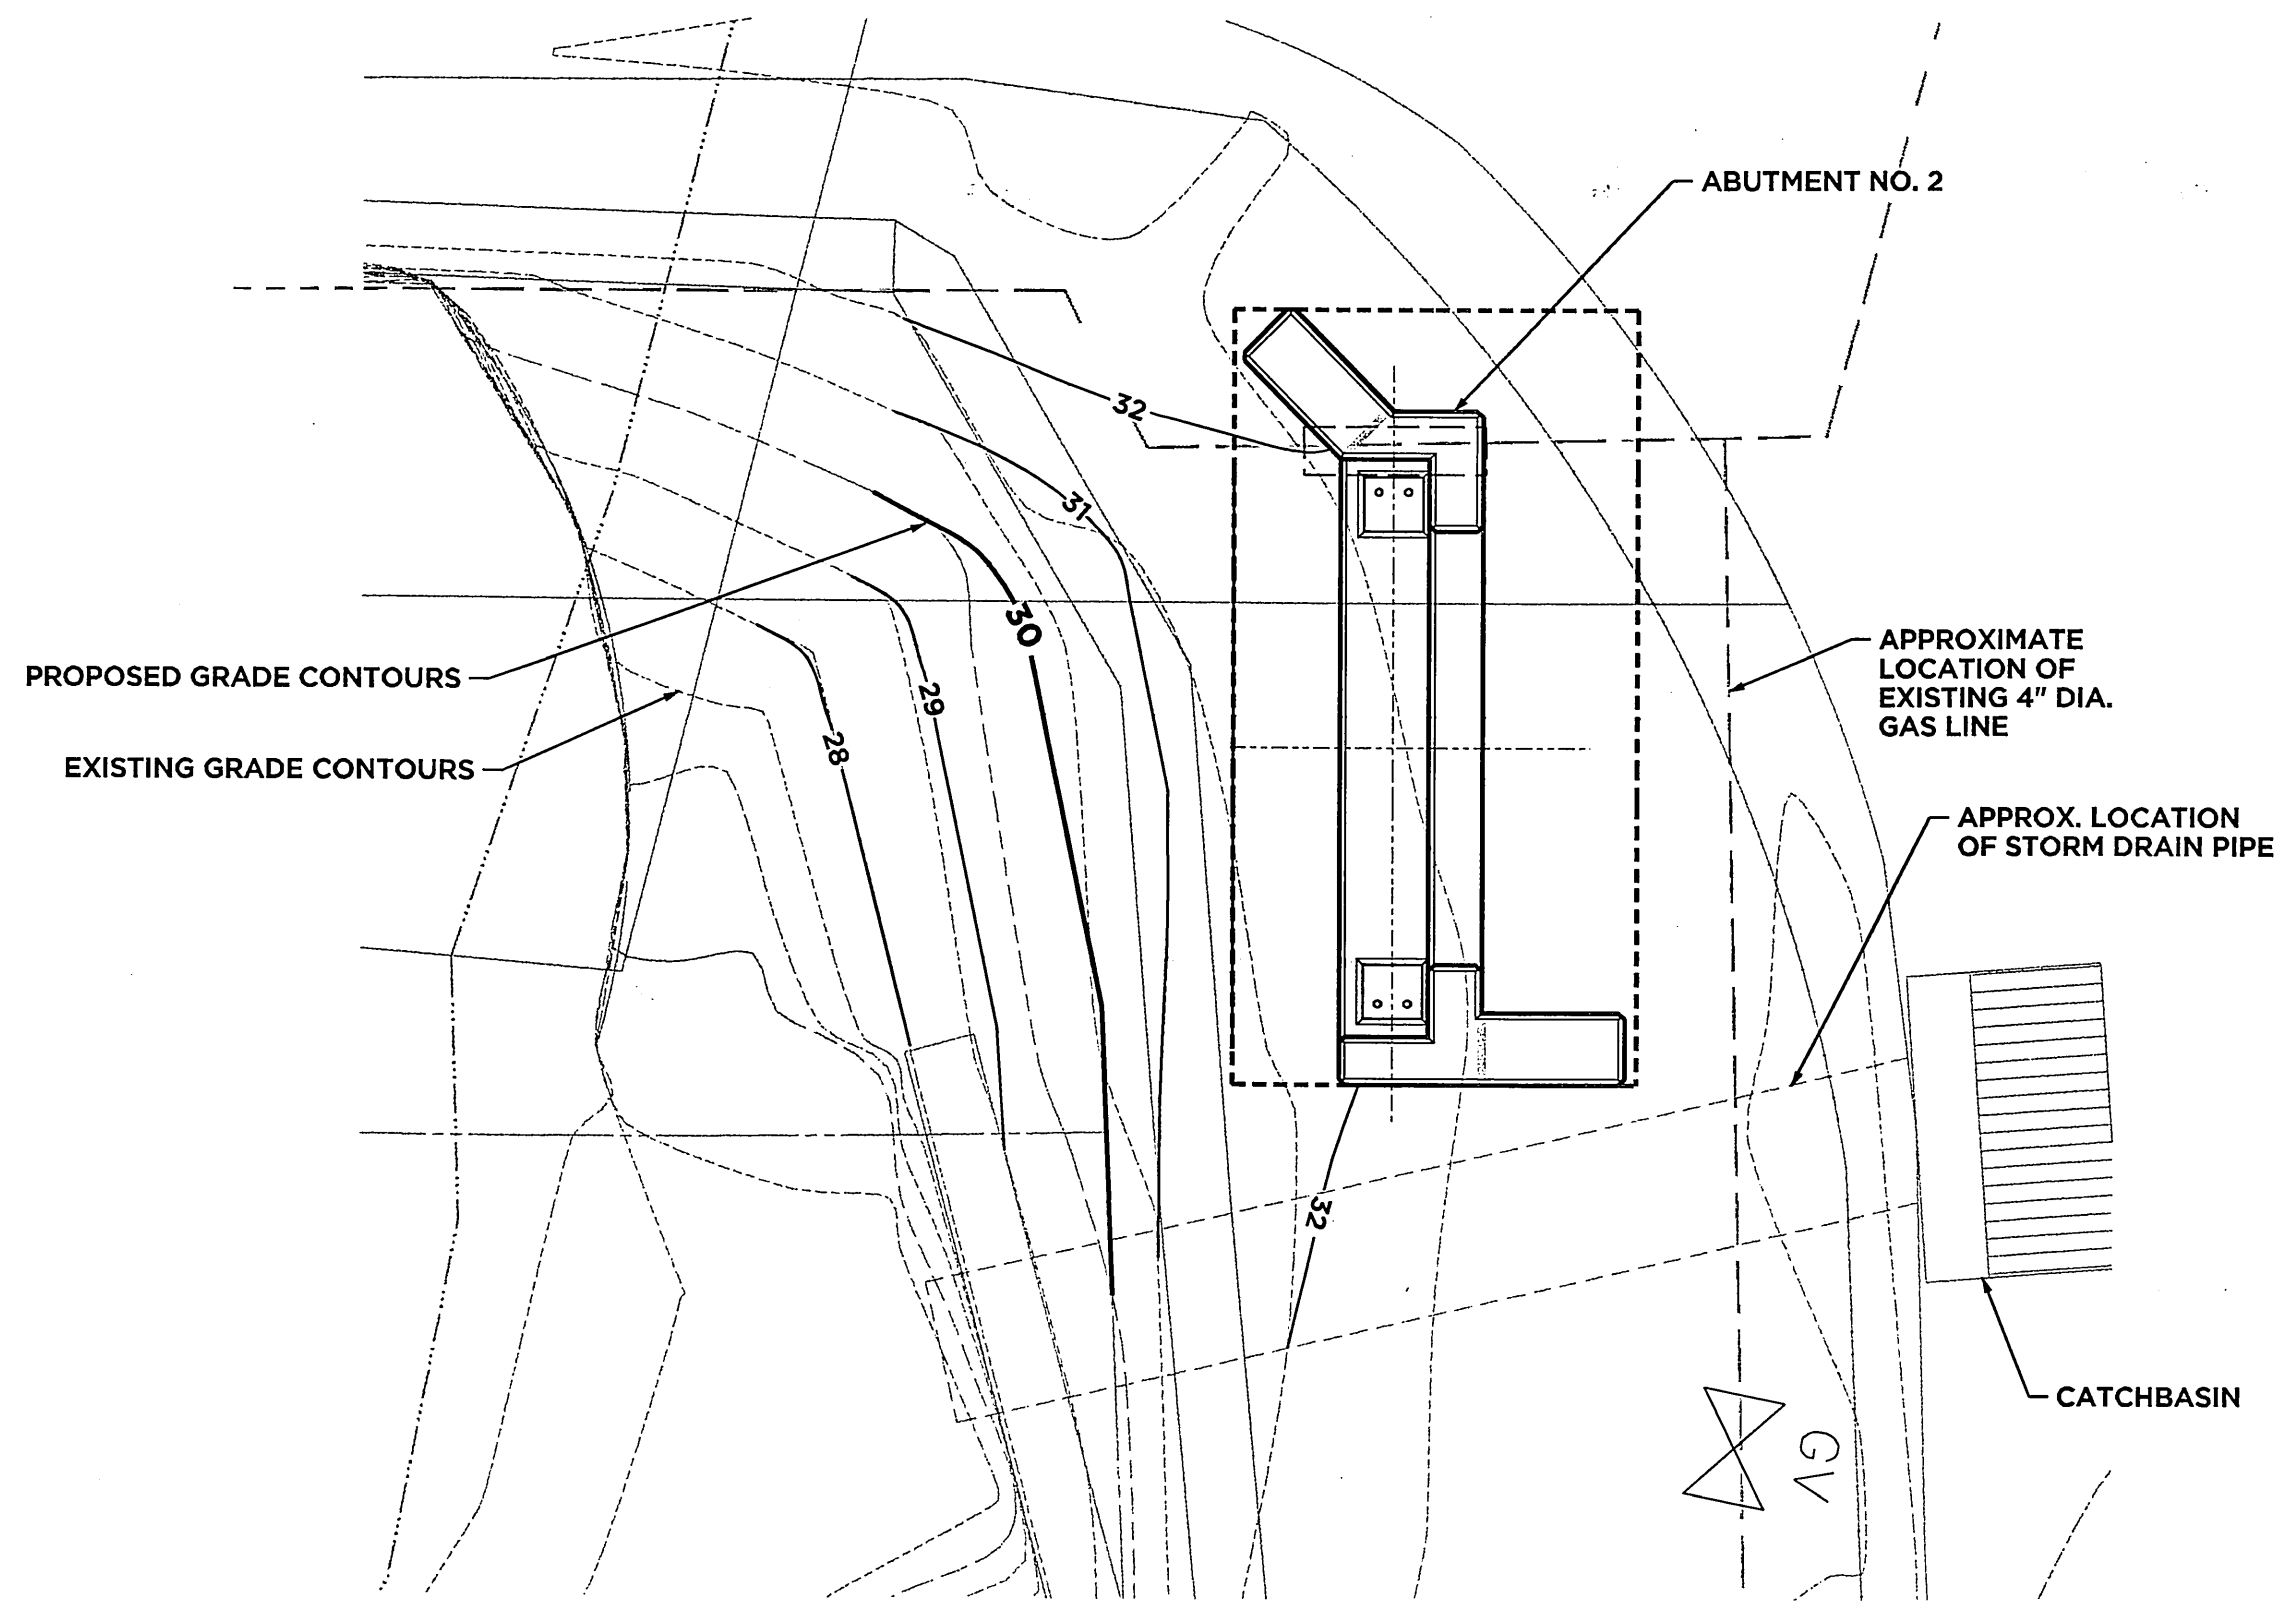 ABUTMENT NO. 2
32
31
30
PROPOSED GRADE CONTOURS
EXISTING GRADE CONTOURS
29
28
APPROXIMATE
LOCATION OF
EXISTING 4" DIA.
GAS LINE
APPROX. LOCATION
OF STORM DRAIN PIPE
32
CATCHBASIN
GV